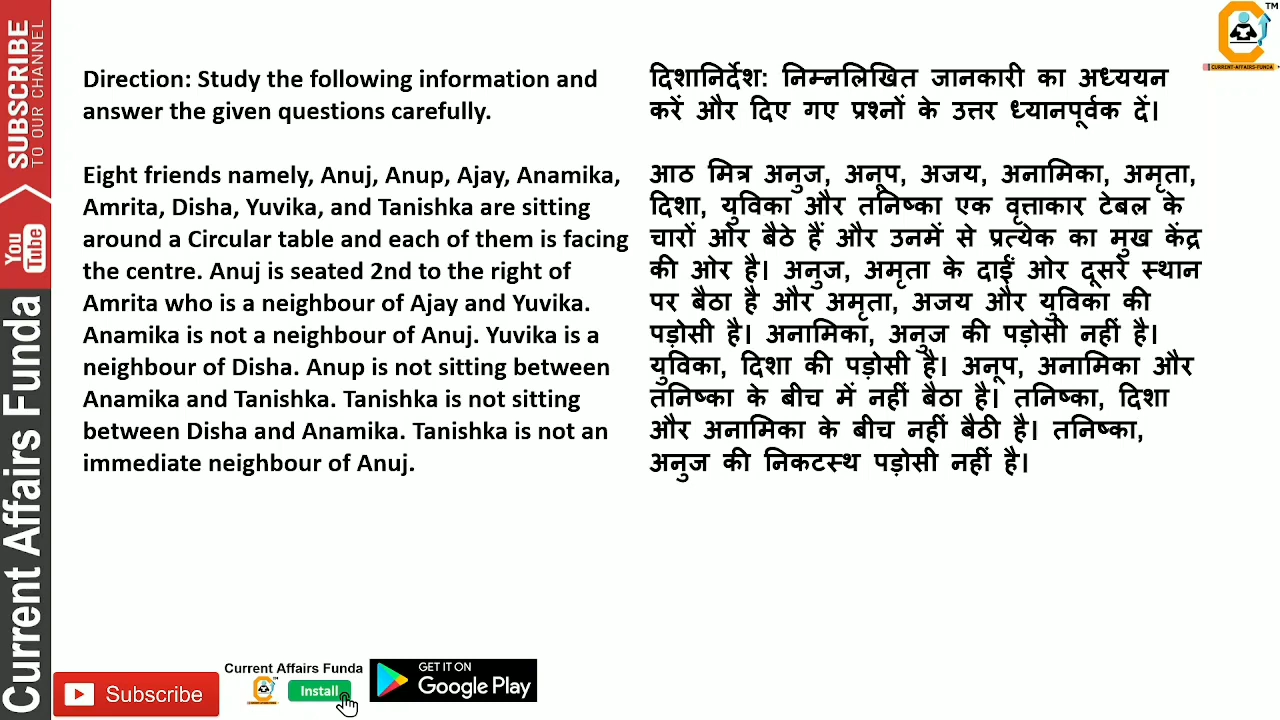 SUBSCRIBE
TO OUR CHANNEL
You
Tube
Current Affairs Funda
TM
CURRENT-AFFAIRS-FUNDA
Direction: Study the following information and
answer the given questions carefully.
Eight friends namely, Anuj, Anup, Ajay, Anamika,
Amrita, Disha, Yuvika, and Tanishka are sitting
around a Circular table and each of them is facing
the centre. Anuj is seated 2nd to the right of
Amrita who is a neighbour of Ajay and Yuvika.
Anamika is not a neighbour of Anuj. Yuvika is a
neighbour of Disha. Anup is not sitting between
Anamika and Tanishka. Tanishka is not sitting
between Disha and Anamika. Tanishka is not an
immediate neighbour of Anuj.
दिशानिर्देश: निम्नलिखित जानकारी का अध्ययन
करें और दिए गए प्रश्नों के उत्तर ध्यानपूर्वक दें।
आठ मित्र अनुज, अनूप, अजय, अनामिका, अमृता,
दिशा, युविका और तनिष्का एक वृत्ताकार टेबल के
चारों ओर बैठे हैं और उनमें से प्रत्येक का मुख केंद्र
की ओर है। अनुज, अमृता के दाईं ओर दूसरे स्थान
पर बैठा है और अमृता, अजय और युविका की
पड़ोसी है। अनामिका, अनुज की पड़ोसी नहीं है।
युविका, दिशा की पड़ोसी है। अनूप, अनामिका और
तनिष्का के बीच में नहीं बैठा है। तनिष्का, दिशा
और अनामिका के बीच नहीं बैठी है। तनिष्का,
अनुज की निकटस्थ पड़ोसी नहीं है।
Subscribe
Current Affairs Funda
TM
Install
GET IT ON
Google Play